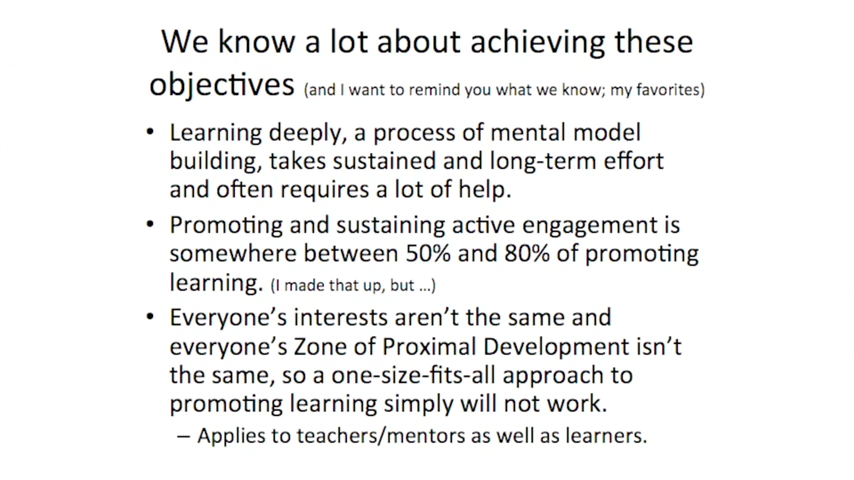 We know a lot about achieving these
objectives (and I want to remind you what we know; my favorites)
• Learning deeply, a process of mental model
building, takes sustained and long-term effort
and often requires a lot of help.
• Promoting and sustaining active engagement is
somewhere between 50% and 80% of promoting
learning. (I made that up, but …)
• Everyone’s interests aren’t the same and
everyone’s Zone of Proximal Development isn’t
the same, so a one-size-fits-all approach to
promoting learning simply will not work.
– Applies to teachers/mentors as well as learners.